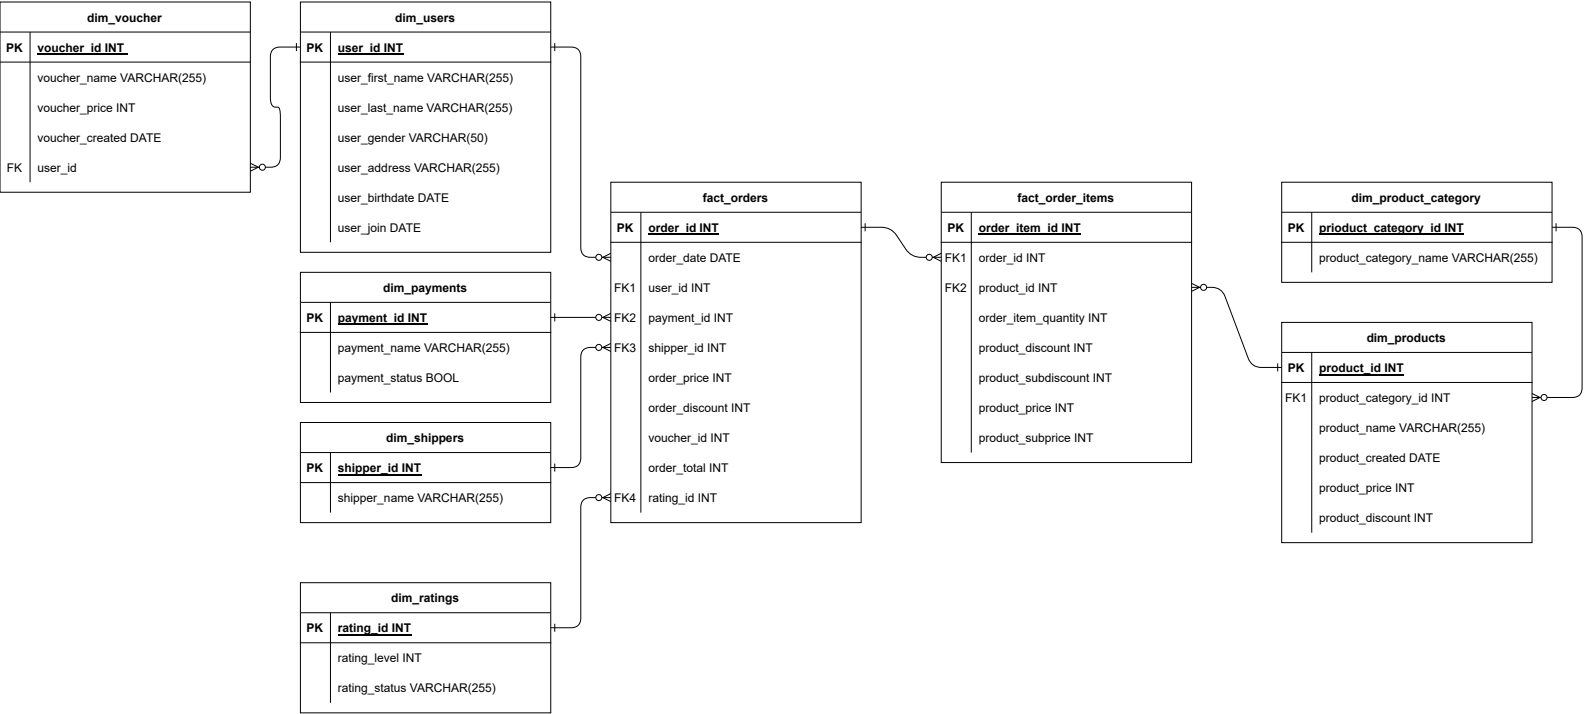 dim_voucher
PK voucher_id INT
voucher_name VARCHAR(255)
voucher_price INT
voucher_created DATE
FK user_id
dim_users
PK user_id INT
user_first_name VARCHAR(255)
user_last_name VARCHAR(255)
user_gender VARCHAR(50)
user_address VARCHAR(255)
user_birthdate DATE
user_join DATE
dim_payments
PK payment_id INT
payment_name VARCHAR(255)
payment_status BOOL
dim_shippers
PK shipper_id INT
shipper_name VARCHAR(255)
dim_ratings
PK rating_id INT
rating_level INT
rating_status VARCHAR(255)
fact_orders
PK order_id INT
order_date DATE
FK1 user_id INT
FK2 payment_id INT
FK3 shipper_id INT
order_price INT
order_discount INT
voucher_id INT
order_total INT
FK4 rating_id INT
fact_order_items
PK order_item_id INT
FK1 order_id INT
FK2 product_id INT
order_item_quantity INT
product_discount INT
product_subdiscount INT
product_price INT
product_subprice INT
dim_product_category
PK prioduct_category_id INT
product_category_name VARCHAR(255)
dim_products
PK product_id INT
FK1 product_category_id INT
product_name VARCHAR(255)
product_created DATE
product_price INT
product_discount INT